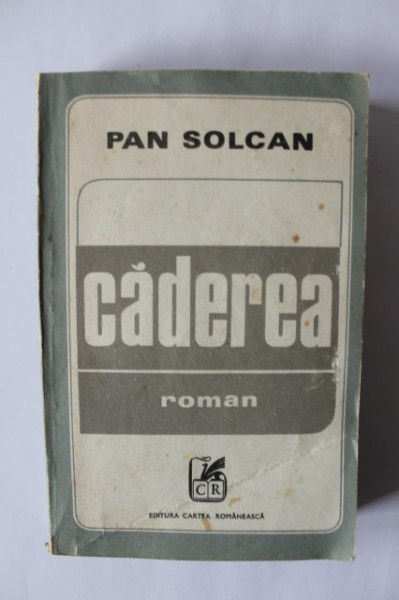 PAN SOLCAN
căderea
roman
CR
EDITURA CARTEA ROMÂNEASCĂ